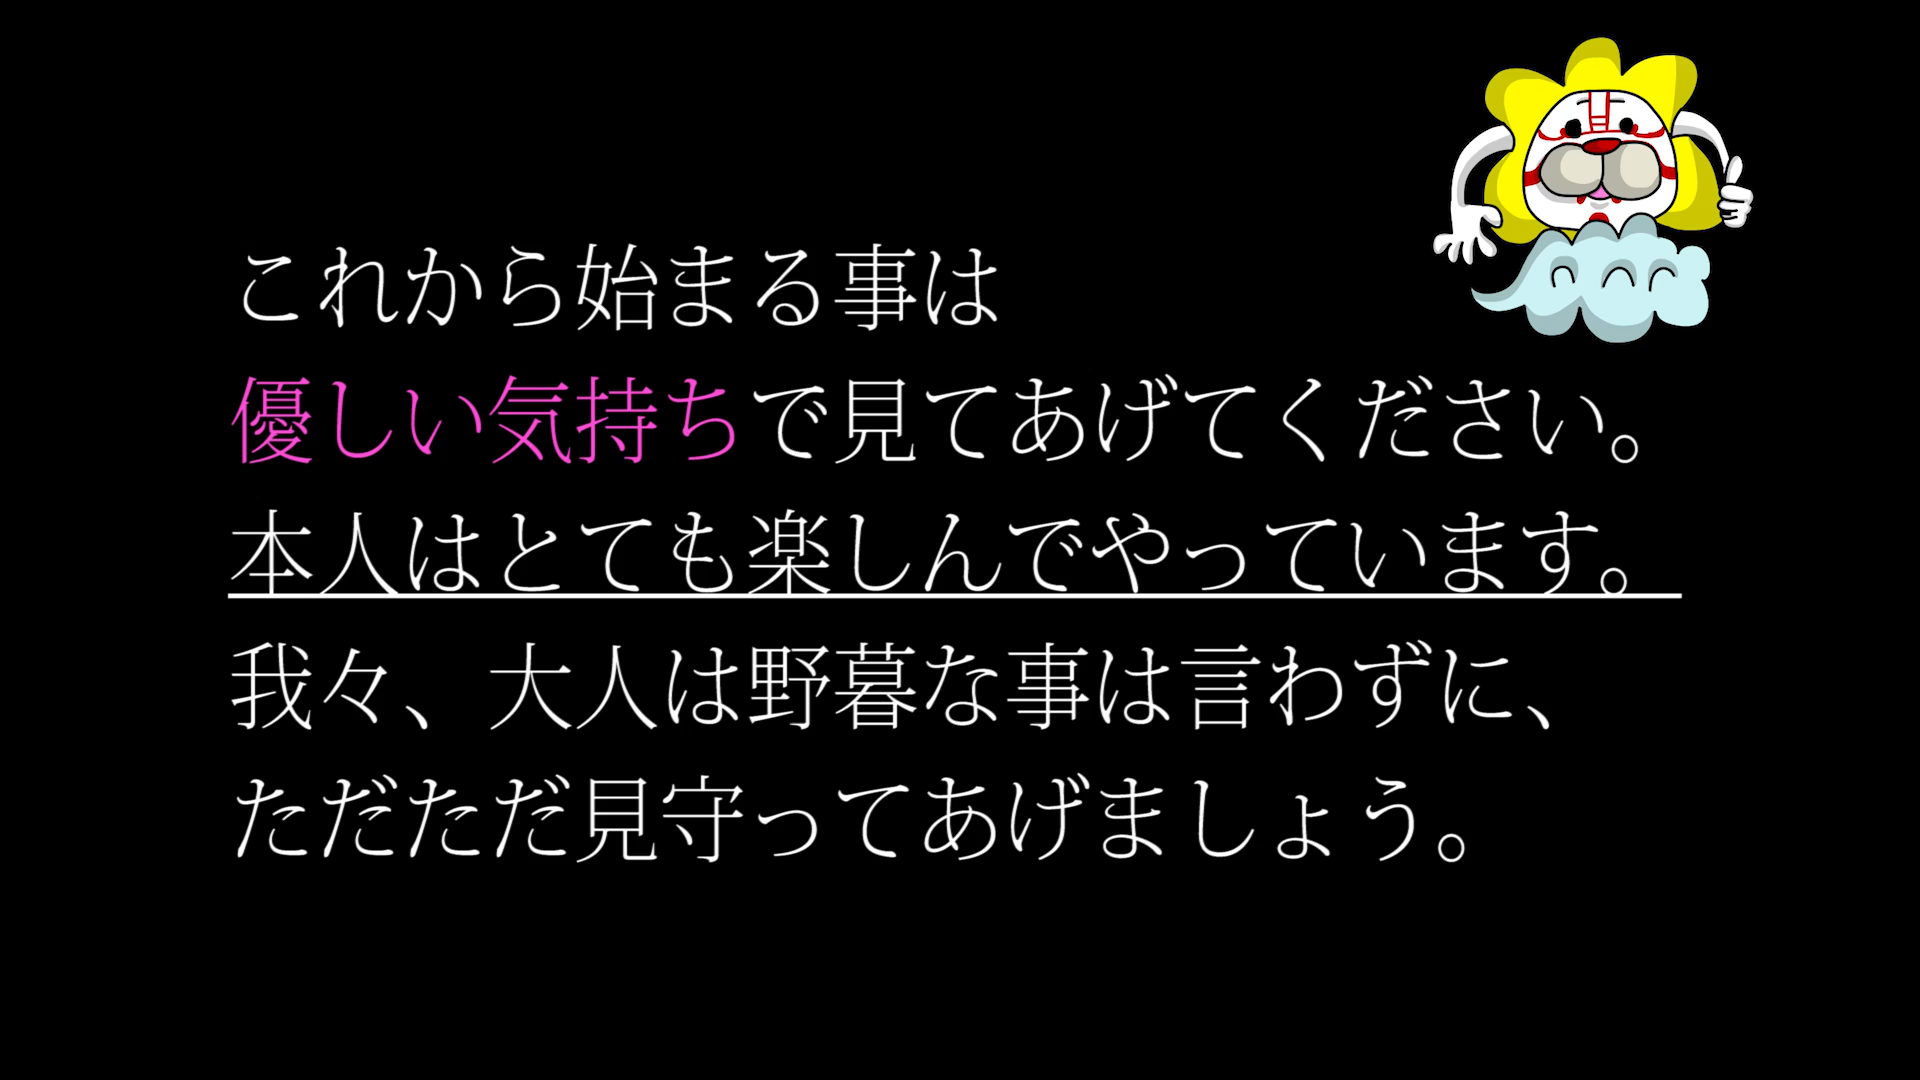 これから始まる事は
優しい気持ちで見てあげてください。
本人はとても楽しんでやっています。
我々、大人は野暮な事は言わずに、
ただただ見守ってあげましょう。